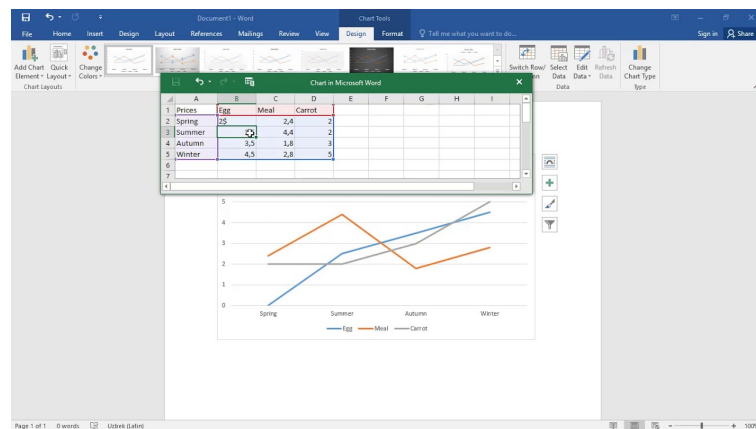 Document1 - Word
Chart Tools
File Home Insert Design Layout References Mailings Review View Design Format Tell me what you want to do... Sign in Share
Add Chart Element Quick Layout Change Colors Switch Row/ Select Data Edit Data Refresh Data Change Chart Type
Chart Layouts Data Type
Chart in Microsoft Word
A B C D E F G H I
1 Prices Egg Meal Carrot
2 Spring 2$ 2,4 2
3 Summer 4,4 2
4 Autumn 3,5 1,8 3
5 Winter 4,5 2,8 5
6
7
5
4
3
2
1
0
Spring Summer Autumn Winter
Egg Meal Carrot
Page 1 of 1 0 words Uzbek (Latin) 100